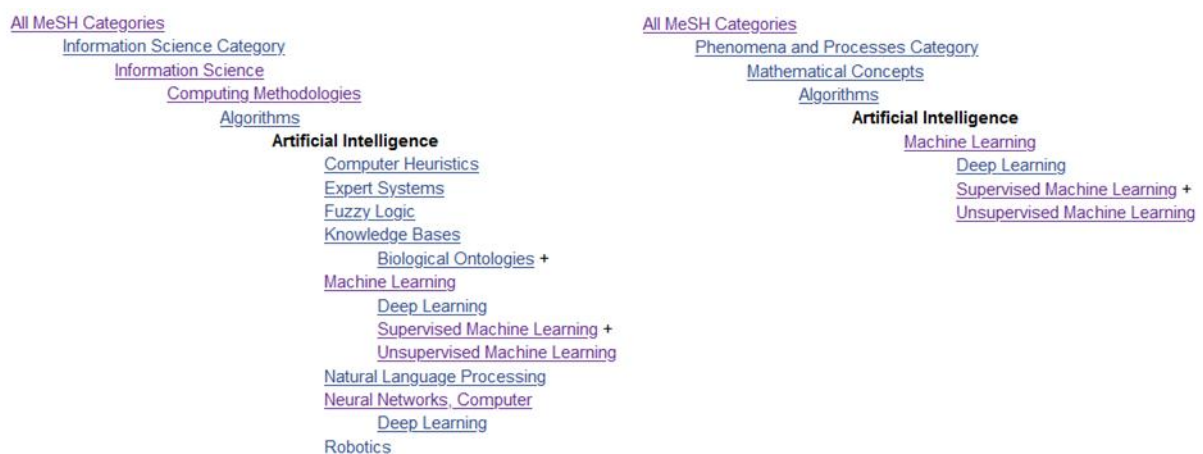 All MeSH Categories
Information Science Category
Information Science
Computing Methodologies
Algorithms
Artificial Intelligence
Computer Heuristics
Expert Systems
Fuzzy Logic
Knowledge Bases
Biological Ontologies +
Machine Learning
Deep Learning
Supervised Machine Learning +
Unsupervised Machine Learning
Natural Language Processing
Neural Networks, Computer
Deep Learning
Robotics
All MeSH Categories
Phenomena and Processes Category
Mathematical Concepts
Algorithms
Artificial Intelligence
Machine Learning
Deep Learning
Supervised Machine Learning +
Unsupervised Machine Learning